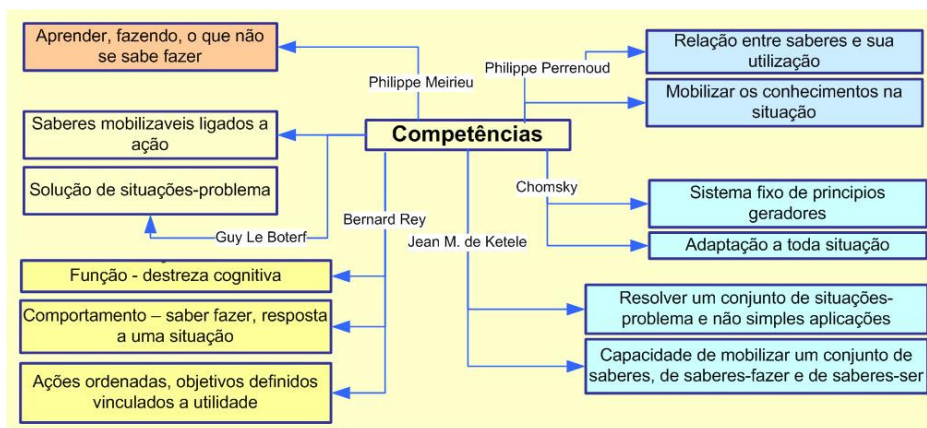 Aprender, fazendo, o que não
se sabe fazer
Philippe Meirieu
Philippe Perrenoud
Relação entre saberes e sua
utilização
Mobilizar os conhecimentos na
situação
Competências
Saberes mobilizaveis ligados a
ação
Solução de situações-problema
Guy Le Boterf
Bernard Rey
Jean M. de Ketele
Chomsky
Sistema fixo de principios
geradores
Adaptação a toda situação
Função - destreza cognitiva
Comportamento – saber fazer, resposta
a uma situação
Ações ordenadas, objetivos definidos
vinculados a utilidade
Resolver um conjunto de situações-
problema e não simples aplicações
Capacidade de mobilizar um conjunto de
saberes, de saberes-fazer e de saberes-ser